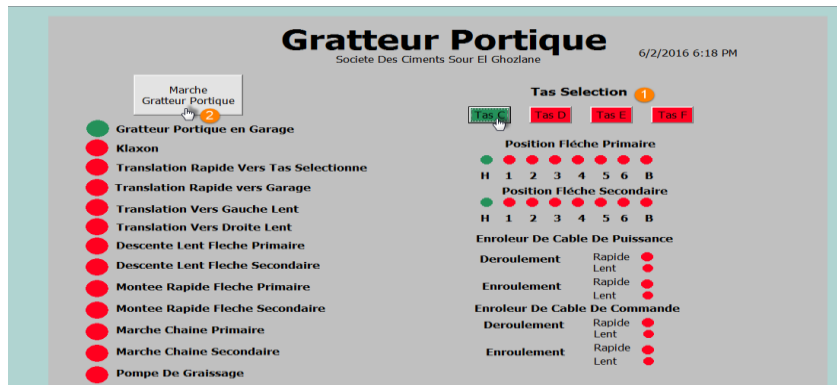 Gratteur Portique
Societe Des Ciments Sour El Ghozlane
6/2/2016 6:18 PM
Marche
Gratteur Portique
2
Gratteur Portique en Garage
Klaxon
Translation Rapide Vers Tas Selectionne
Translation Rapide vers Garage
Translation Vers Gauche Lent
Translation Vers Droite Lent
Descente Lent Fleche Primaire
Descente Lent Fleche Secondaire
Montee Rapide Fleche Primaire
Montee Rapide Fleche Secondaire
Marche Chaine Primaire
Marche Chaine Secondaire
Pompe De Graissage
Tas Selection 1
Tas C Tas D Tas E Tas F
Position Fléche Primaire
H 1 2 3 4 5 6 B
Position Fléche Secondaire
H 1 2 3 4 5 6 B
Enroleur De Cable De Puissance
Deroulement Rapide
Lent
Enroulement Rapide
Lent
Enroleur De Cable De Commande
Deroulement Rapide
Lent
Enroulement Rapide
Lent